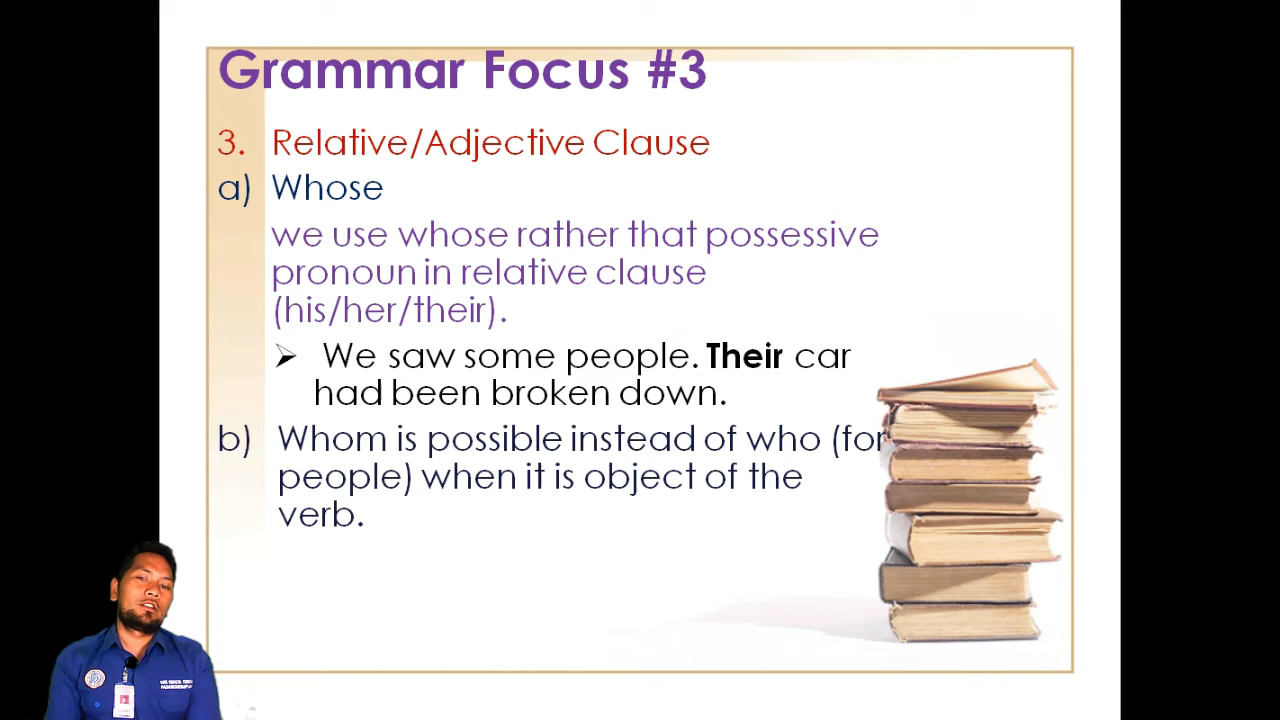 Grammar Focus #3
3. Relative/Adjective Clause
a) Whose
we use whose rather that possessive
pronoun in relative clause
(his/her/their).
➢ We saw some people. Their car
had been broken down.
b) Whom is possible instead of who (for
people) when it is object of the
verb.